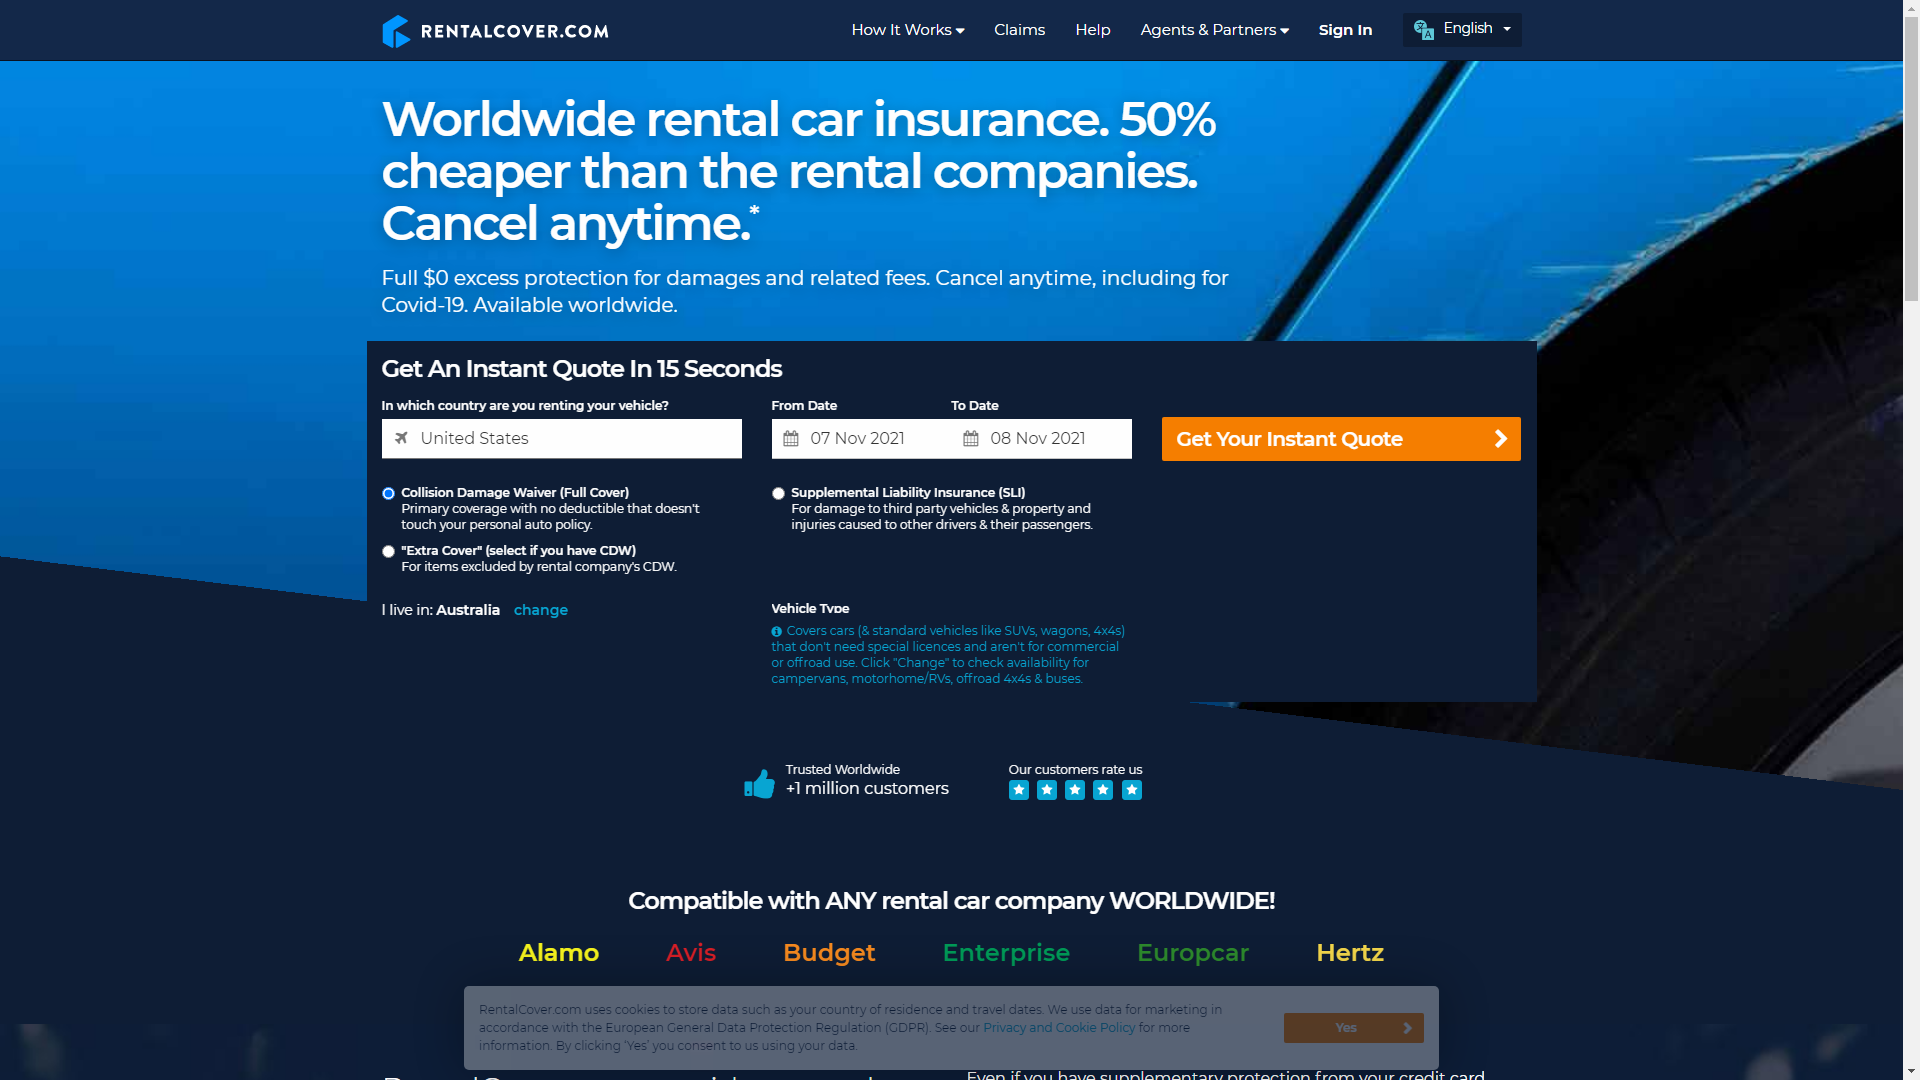 RENTALCOVER.COM
How It Works
Claims
Help
Agents & Partners
Sign In
English
Worldwide rental car insurance. 50%
cheaper than the rental companies.
Cancel anytime.*
Full $0 excess protection for damages and related fees. Cancel anytime, including for
Covid-19. Available worldwide.
Get An Instant Quote In 15 Seconds
In which country are you renting your vehicle?
From Date
To Date
United States
07 Nov 2021
08 Nov 2021
Get Your Instant Quote
Collision Damage Waiver (Full Cover)
Primary coverage with no deductible that doesn't
touch your personal auto policy.
Supplemental Liability Insurance (SLI)
For damage to third party vehicles & property and
injuries caused to other drivers & their passengers.
"Extra Cover" (select if you have CDW)
For items excluded by rental company's CDW.
I live in: Australia change
Vehicle Type
Covers cars (& standard vehicles like SUVs, wagons, 4x4s)
that don't need special licences and aren't for commercial
or offroad use. Click "Change" to check availability for
campervans, motorhome/RVs, offroad 4x4s & buses.
Trusted Worldwide
+1 million customers
Our customers rate us
Compatible with ANY rental car company WORLDWIDE!
Alamo
Avis
Budget
Enterprise
Europcar
Hertz
RentalCover.com uses cookies to store data such as your country of residence and travel dates. We use data for marketing in
accordance with the European General Data Protection Regulation (GDPR). See our Privacy and Cookie Policy for more
information. By clicking 'Yes' you consent to us using your data.
Yes
Even if you have supplementary protection from your credit card